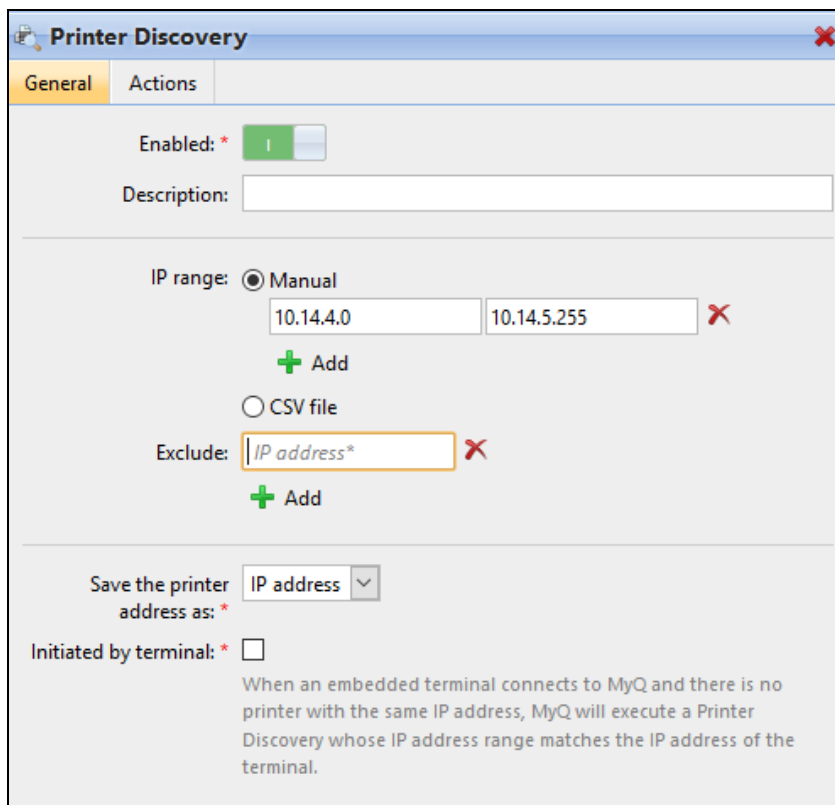 Printer Discovery
General Actions
Enabled: * I
Description:
IP range: Manual
10.14.4.0 10.14.5.255
Add
CSV file
Exclude: IP address*
Add
Save the printer IP address
address as: *
Initiated by terminal: *
When an embedded terminal connects to MyQ and there is no
printer with the same IP address, MyQ will execute a Printer
Discovery whose IP address range matches the IP address of the
terminal.